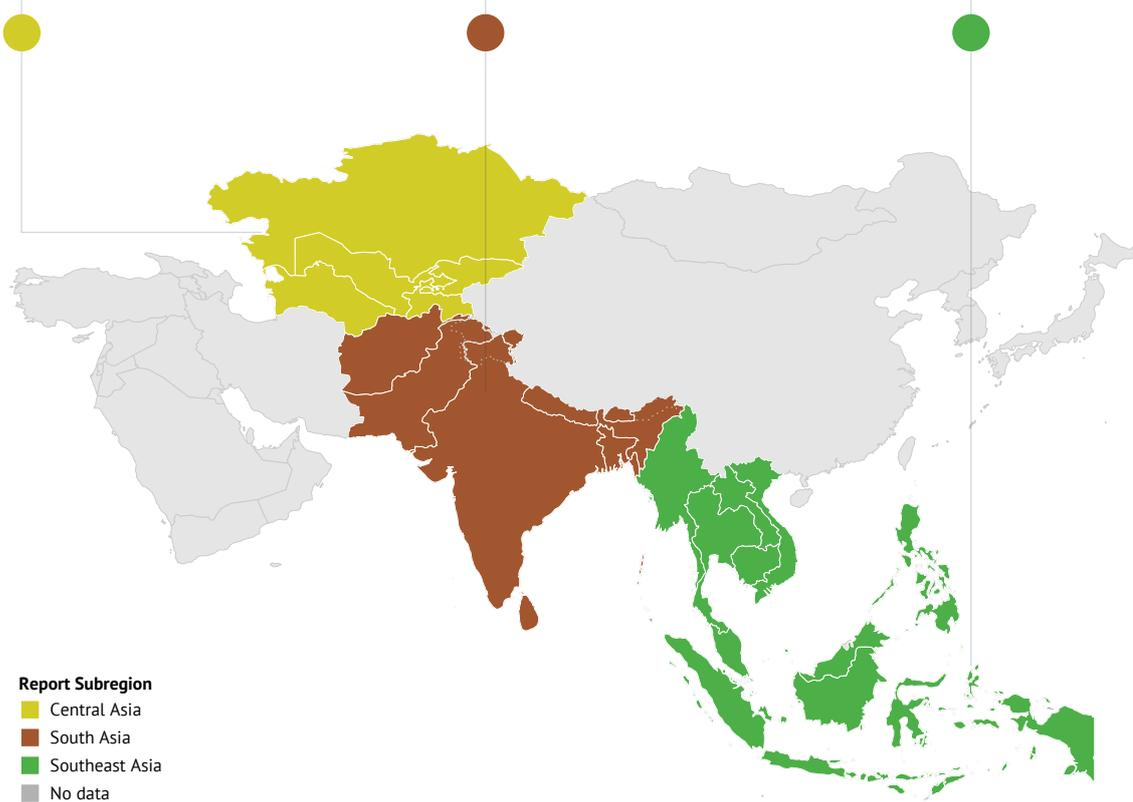 Report Subregion
Central Asia
South Asia
Southeast Asia
No data